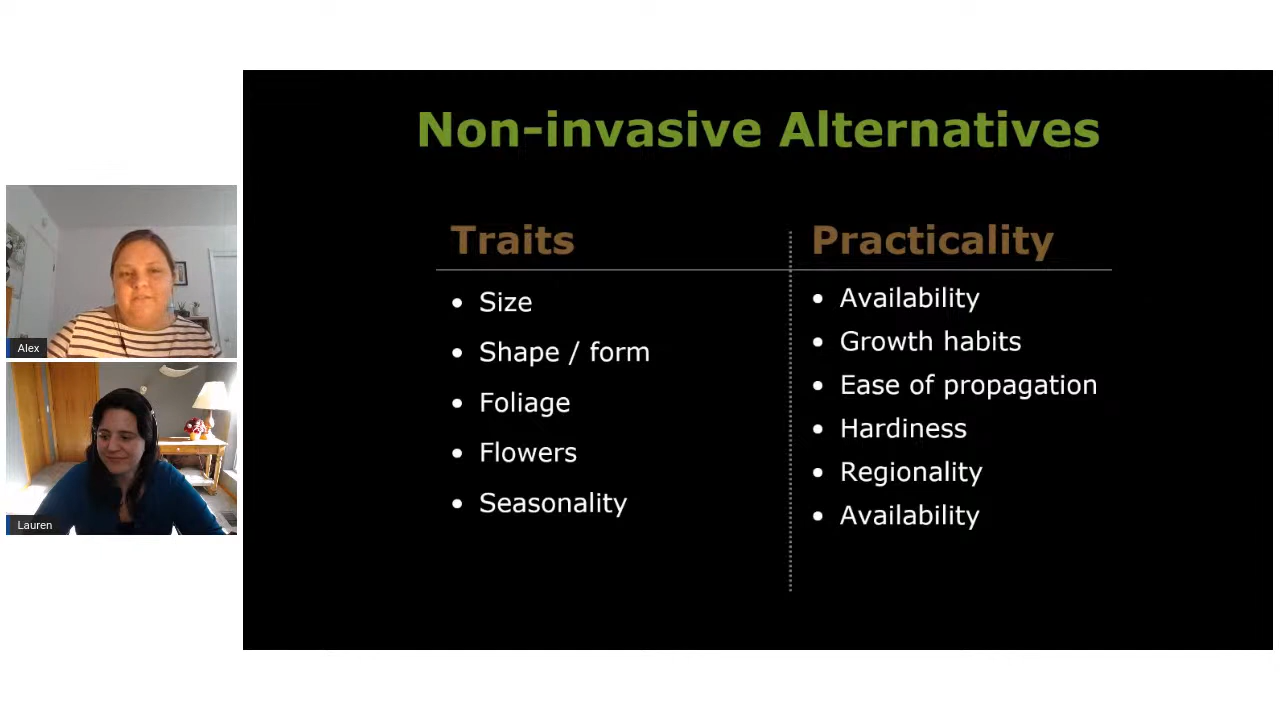 Non-invasive Alternatives
Traits
• Size
• Shape / form
• Foliage
• Flowers
• Seasonality
Practicality
• Availability
• Growth habits
• Ease of propagation
• Hardiness
• Regionality
• Availability
Alex
Lauren